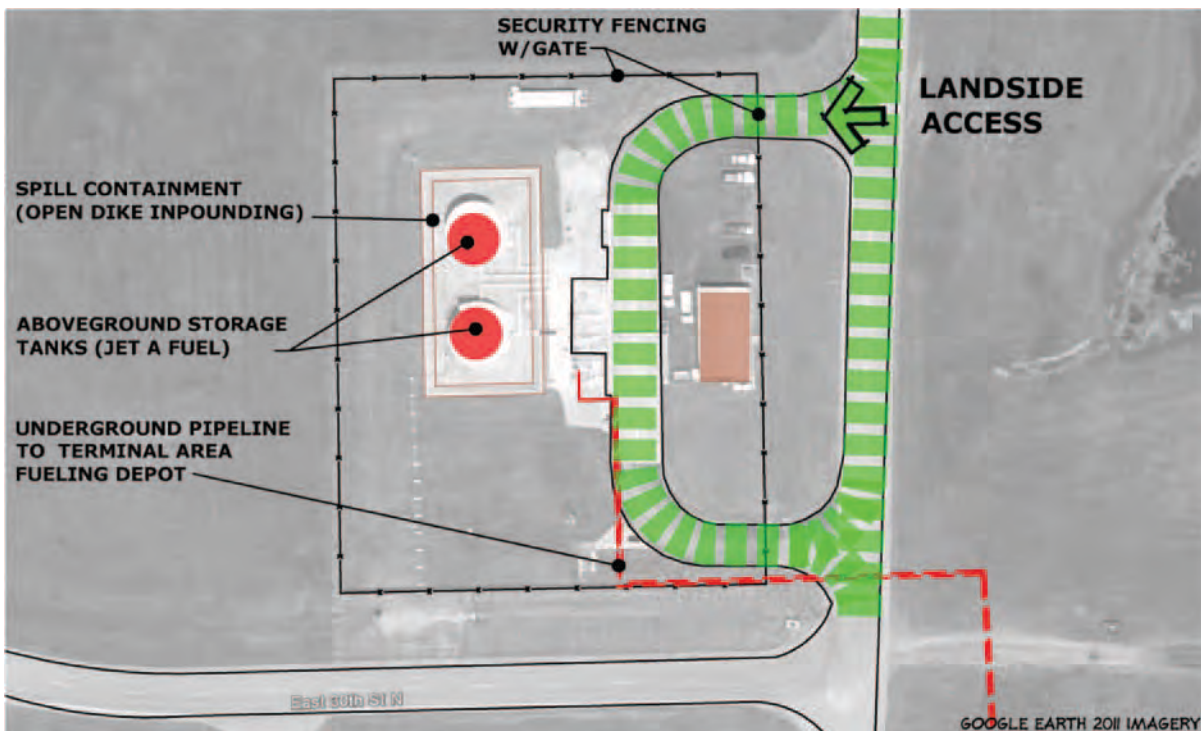 SECURITY FENCING
W/GATE
LANDSIDE
ACCESS
SPILL CONTAINMENT
(OPEN DIKE INPOUNDING)
ABOVEGROUND STORAGE
TANKS (JET A FUEL)
UNDERGROUND PIPELINE
TO TERMINAL AREA
FUELING DEPOT
East 30th St N
GOOGLE EARTH 2011 IMAGERY